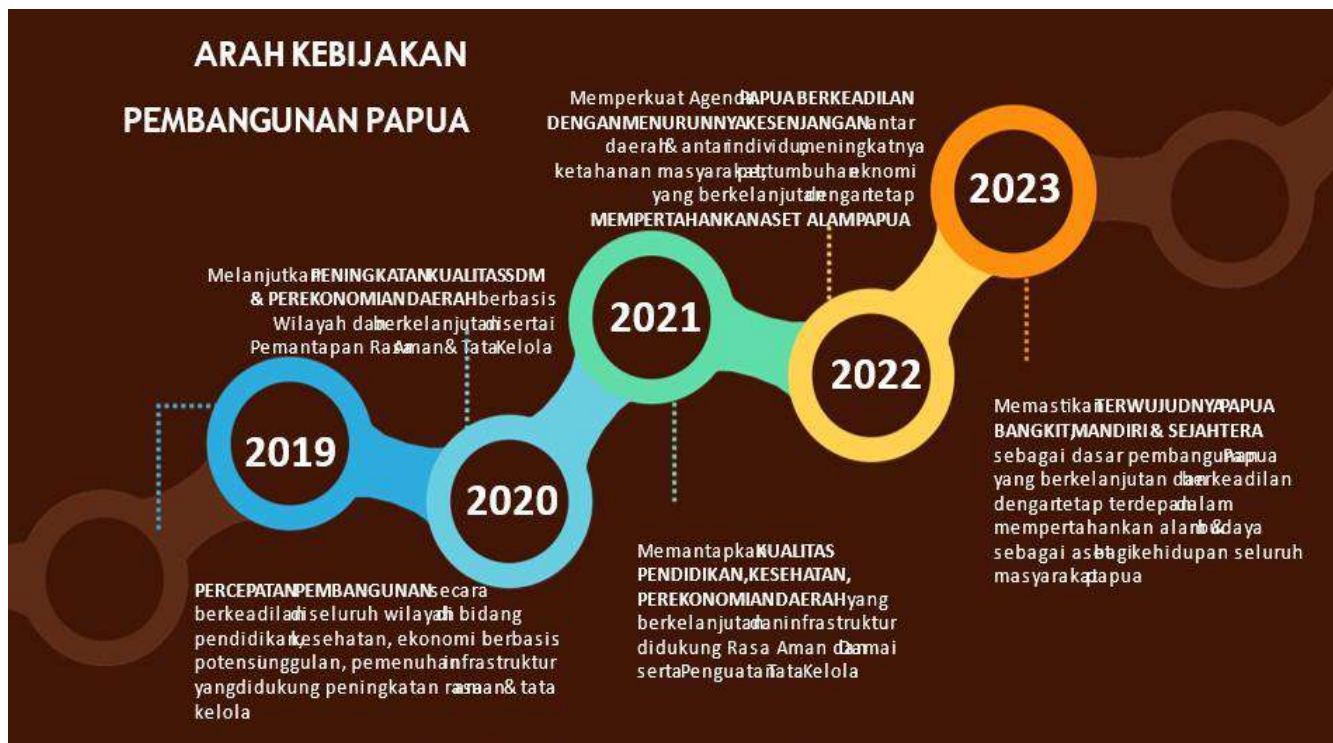 ARAH KEBIJAKAN
PEMBANGUNAN PAPUA
2019
PERCEPATAN PEMBANGUNAN secara
berkeadilan diseluruh wilayah di bidang
pendidikan, kesehatan, ekonomi berbasis
potensi unggulan, pemenuhan infrastruktur
yang didukung peningkatan rasa aman & tata
kelola
2020
Melanjutkan PENINGKATAN KUALITAS SDM
& PEREKONOMIAN DAERAH berbasis
Wilayah dan berkelanjutan disertai
Pemantapan Rasa Aman & Tata Kelola
2021
Memantapkan KUALITAS
PENDIDIKAN, KESEHATAN,
PEREKONOMIAN DAERAH yang
berkelanjutan dan infrastruktur
didukung Rasa Aman dan Damai
serta Penguatan Tata Kelola
2022
Memperkuat Agenda PAPUA BERKEADILAN
DENGAN MENURUNNYA KESENJANGAN antar
daerah & antar individu, meningkatnya
ketahanan masyarakat, pertumbuhan eknomi
yang berkelanjutan dengan tetap
MEMPERTAHANKAN ASET ALAM PAPUA
2023
Memastikan TERWUJUDNYA PAPUA
BANGKIT, MANDIRI & SEJAHTERA
sebagai dasar pembangunan Papua
yang berkelanjutan dan berkeadilan
dengan tetap terdepan dalam
mempertahankan alam & budaya
sebagai aset bagi kehidupan seluruh
masyarakat papua